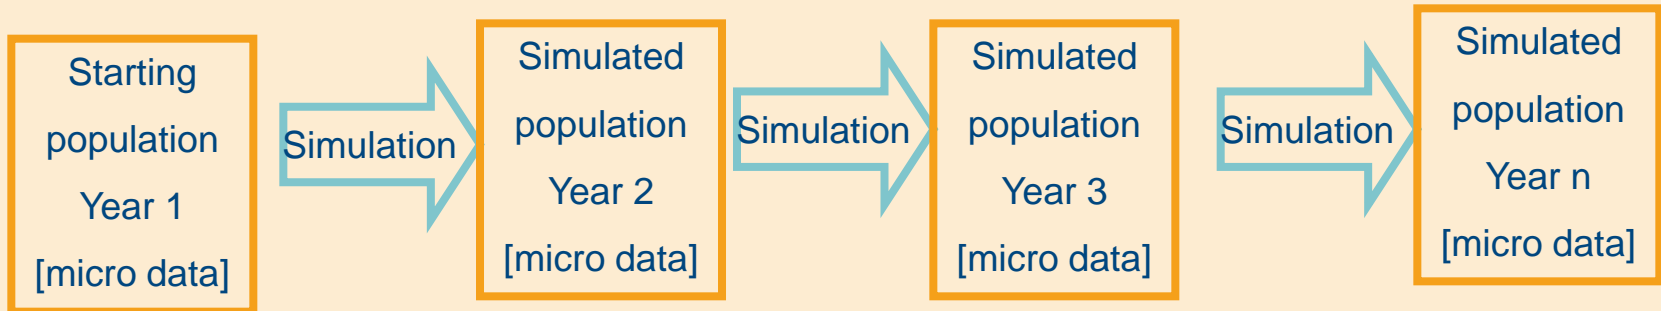 Starting
population
Year 1
[micro data]
Simulation
Simulated
population
Year 2
[micro data]
Simulation
Simulated
population
Year 3
[micro data]
Simulation
Simulated
population
Year n
[micro data]